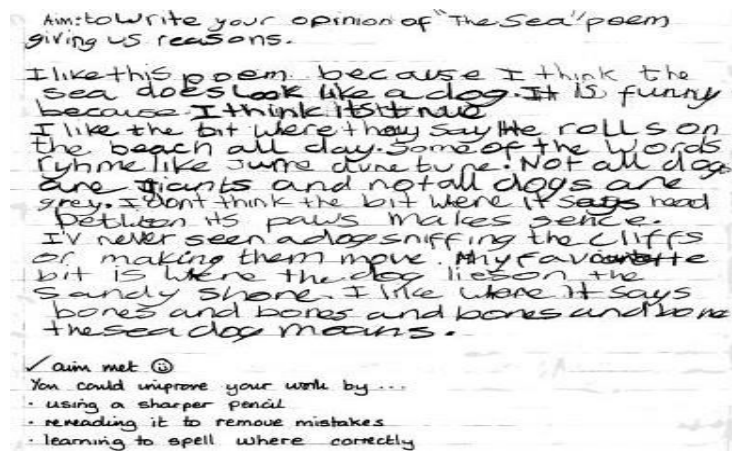 Aim: to Write your opinion of "The Sea" poem
giving us reasons.
I like this poem because I think the
sea does look like a dog. It is funny
because I think its true
I like the bit were they say He rolls on
the beach all day. Some of the words
ryhme like June dune tune. Not all dogs
are giants and not all dogs are
grey. I dont think the bit were it says head
betwen its paws makes sence.
I'v never seen a dog sniffing the cliffs
or making them move. My favourite
bit is were the dog lies on the
sandy shore. I like were it says
bones and bones and bones and bone
the sea dog moans.
✓ aim met ☺
You could improve your work by ...
· using a sharper pencil
· rereading it to remove mistakes
· learning to spell where correctly